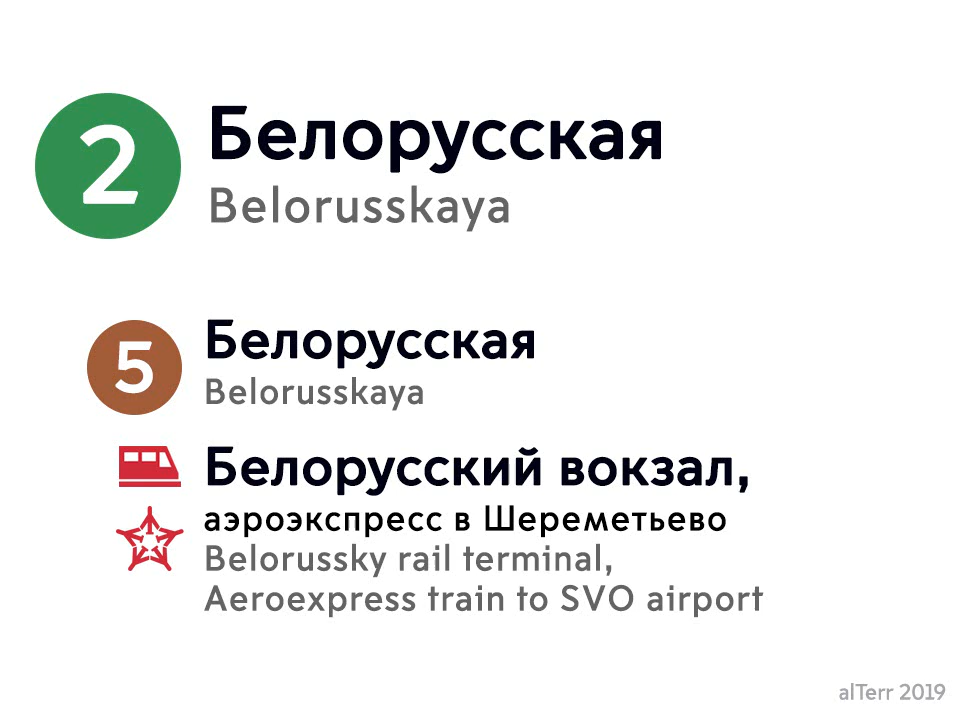 2
Белорусская
Belorusskaya
5
Белорусская
Belorusskaya
Белорусский вокзал,
аэроэкспресс в Шереметьево
Belorussky rail terminal,
Aeroexpress train to SVO airport
alTerr 2019